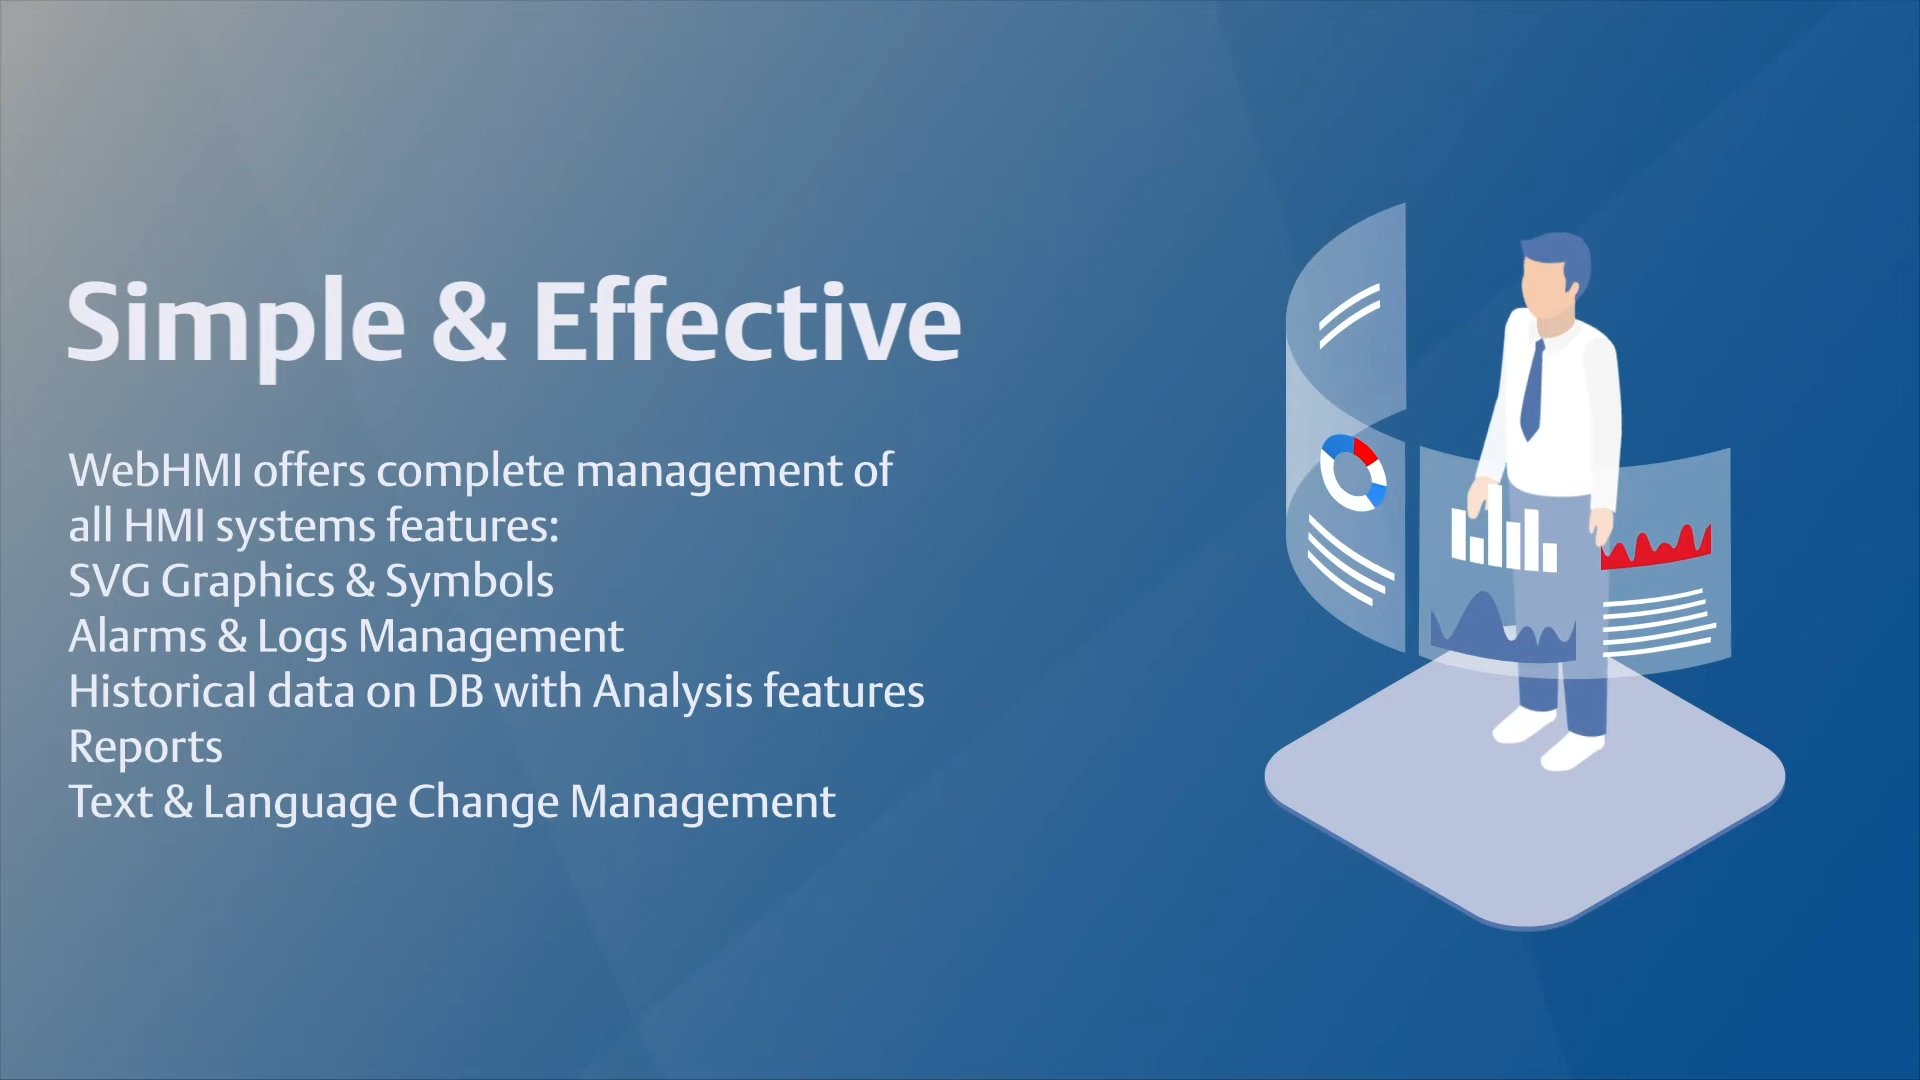 Simple & Effective
WebHMI offers complete management of
all HMI systems features:
SVG Graphics & Symbols
Alarms & Logs Management
Historical data on DB with Analysis features
Reports
Text & Language Change Management